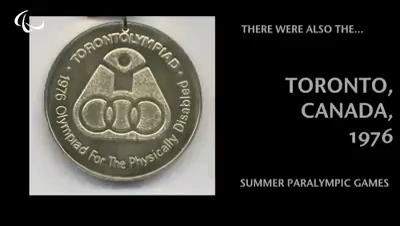 THERE WERE ALSO THE...
· TORONTOLYMPIAD ·
1976 Olympiad For The Physically Disabled
TORONTO,
CANADA,
1976
SUMMER PARALYMPIC GAMES